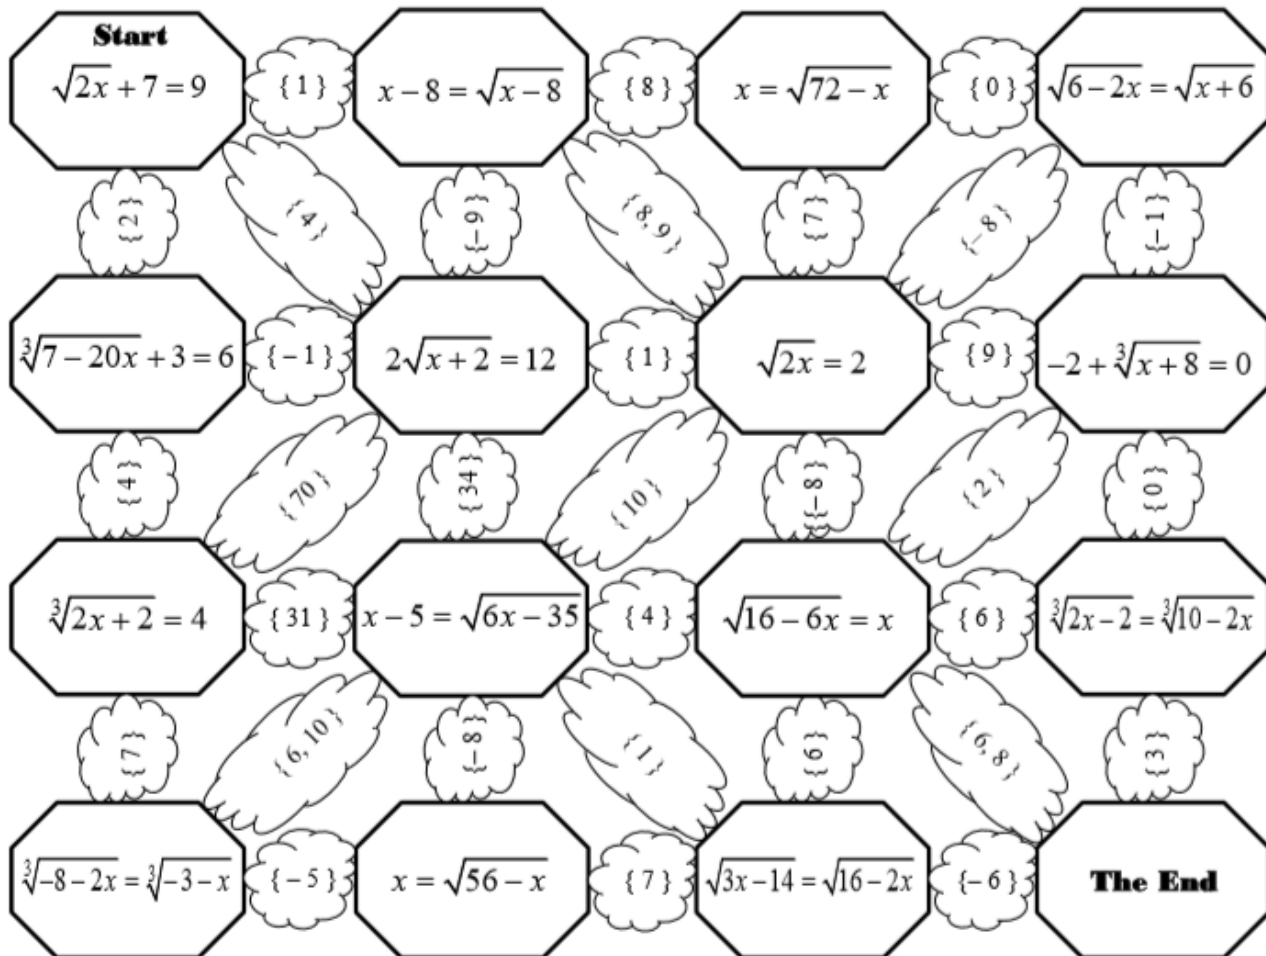 Start
√2x + 7 = 9 { 1 } x − 8 = √x − 8 { 8 } x = √72 − x { 0 } √6 − 2x = √x + 6
{2} {4} {−9} {8, 9} {7} {−8} {−1}
∛7 − 20x + 3 = 6 {− 1 } 2√x + 2 = 12 { 1 } √2x = 2 { 9 } −2 + ∛x + 8 = 0
{4} {70} {34} {10} {−8} {2} {0}
∛2x + 2 = 4 { 31 } x − 5 = √6x − 35 { 4 } √16 − 6x = x { 6 } ∛2x − 2 = ∛10 − 2x
{7} {6, 10} {−8} {1} {6} {6, 8} {3}
∛−8 − 2x = ∛−3 − x {− 5 } x = √56 − x { 7 } √3x − 14 = √16 − 2x {− 6 } The End